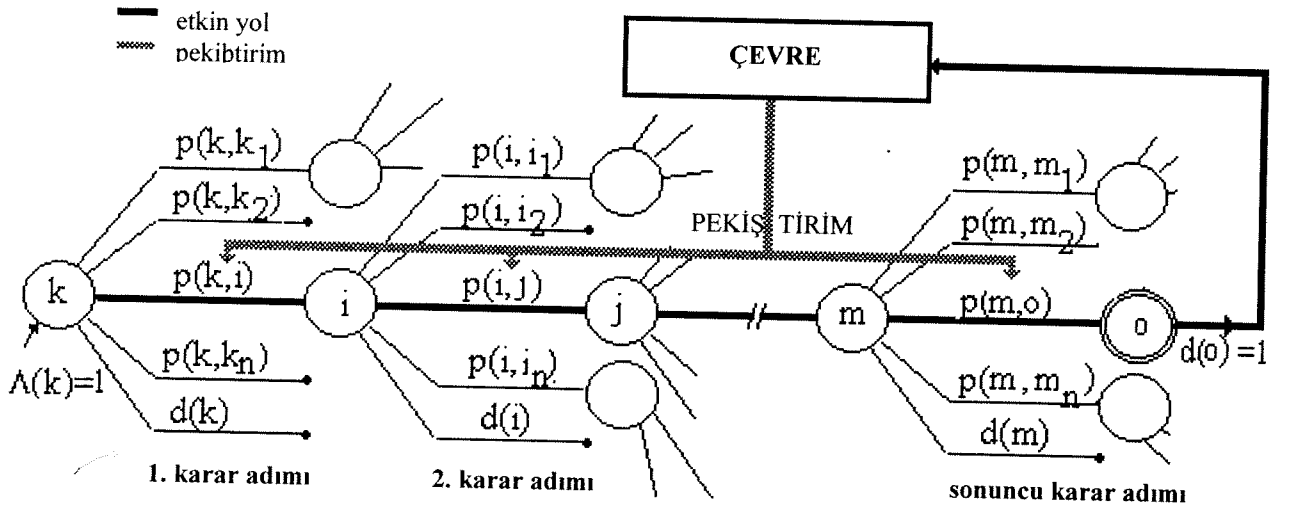 etkin yol
pekibtirim
ÇEVRE
p(k,k1)
p(i,i1)
p(m,m1)
p(k,k2)
p(i,i2)
PEKİŞ TİRİM
p(m,m2)
k
p(k,i)
i
p(i,j)
j
m
p(m,o)
o
d(o)=1
Λ(k)=1
p(k,kn)
p(i,in)
p(m,mn)
d(k)
d(i)
d(m)
1. karar adımı
2. karar adımı
sonuncu karar adımı